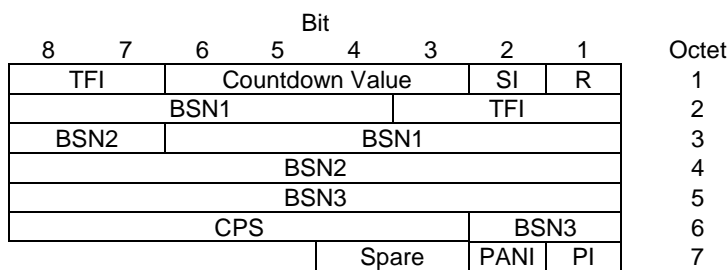 Bit
8 7 6 5 4 3 2 1 Octet
TFI Countdown Value SI R 1
BSN1 TFI 2
BSN2 BSN1 3
BSN2 4
BSN3 5
CPS BSN3 6
Spare PANI PI 7